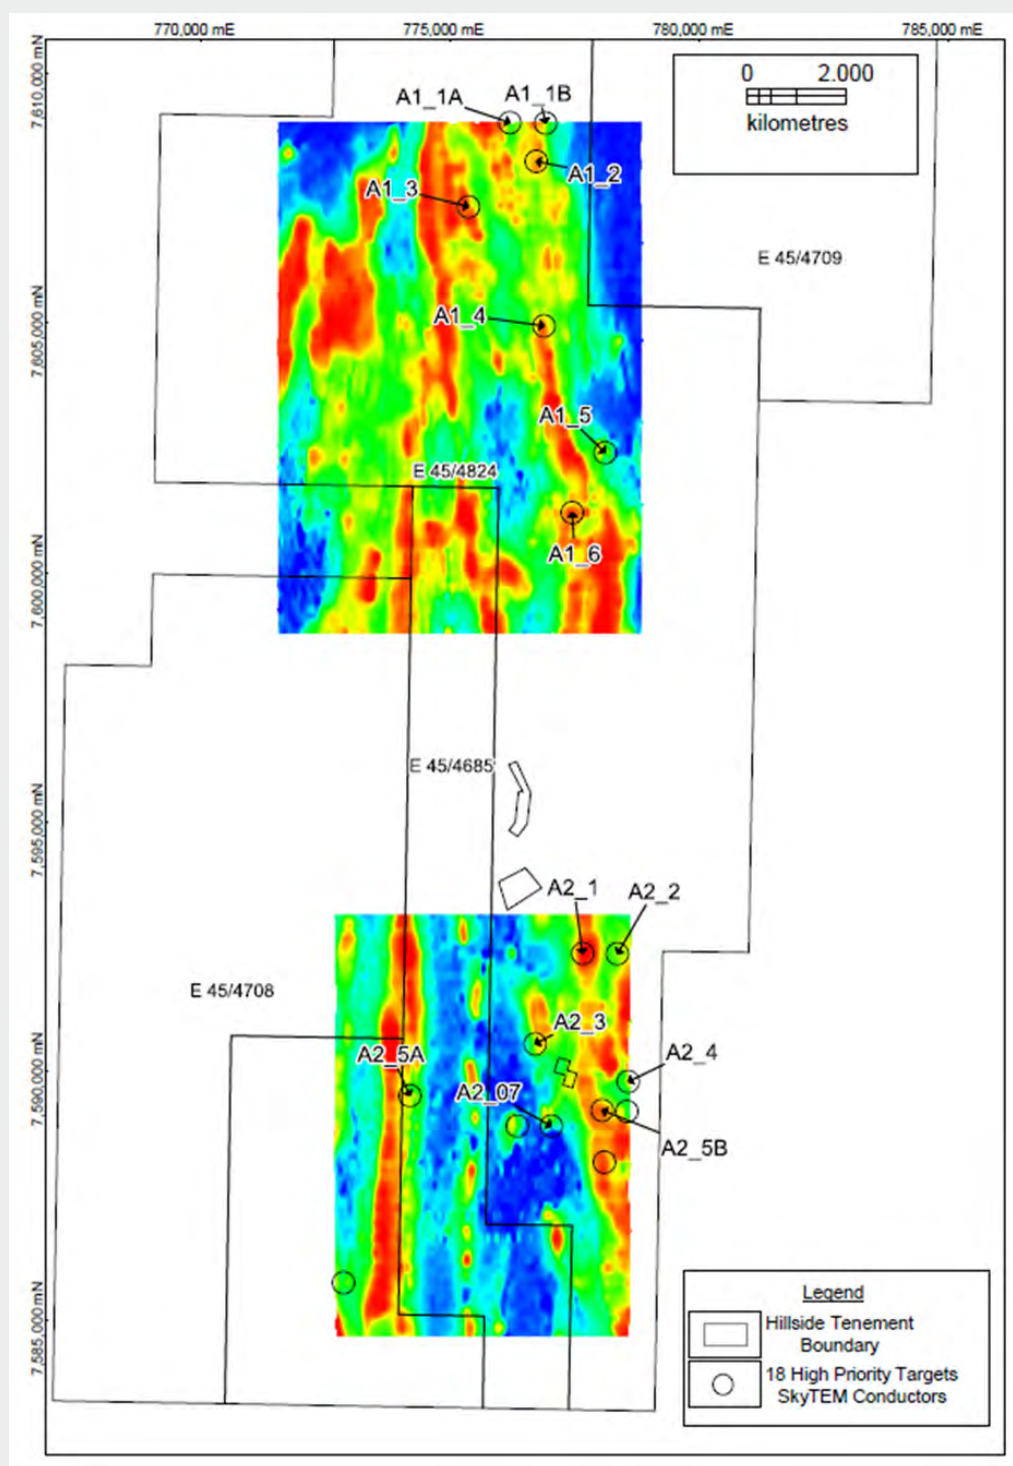 770,000 mE
775,000 mE
780,000 mE
785,000 mE
7,610,000 mN
7,605,000 mN
7,600,000 mN
7,595,000 mN
7,590,000 mN
7,585,000 mN
0 2.000
kilometres
A1_1A
A1_1B
A1_2
A1_3
E 45/4709
A1_4
A1_5
E 45/4824
A1_6
E 45/4685
A2_1
A2_2
E 45/4708
A2_3
A2_5A
A2_4
A2_07
A2_5B
Legend
Hillside Tenement
Boundary
18 High Priority Targets
SkyTEM Conductors